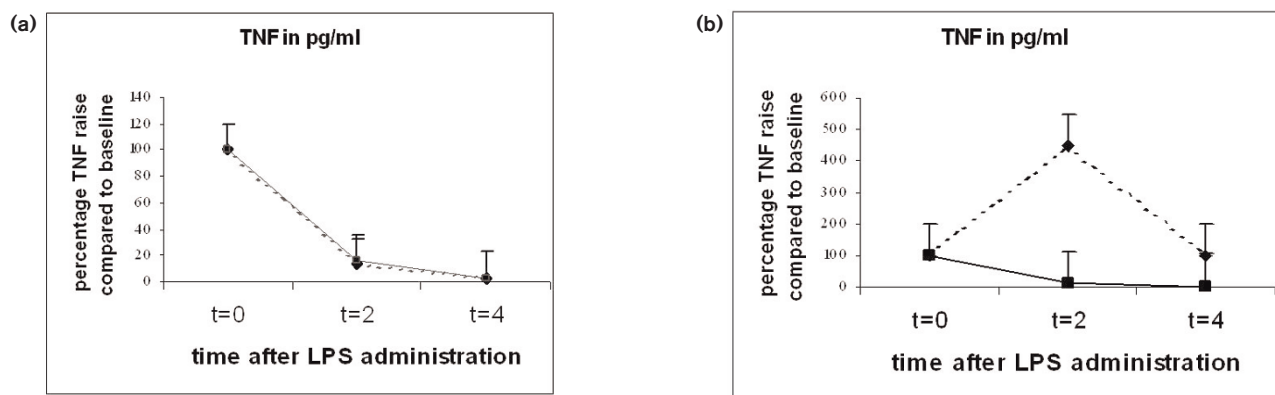 (a)
TNF in pg/ml
percentage TNF raise
compared to baseline
140
120
100
80
60
40
20
0
t=0
t=2
t=4
time after LPS administration
(b)
TNF in pg/ml
percentage TNF raise
compared to baseline
600
500
400
300
200
100
0
t=0
t=2
t=4
time after LPS administration